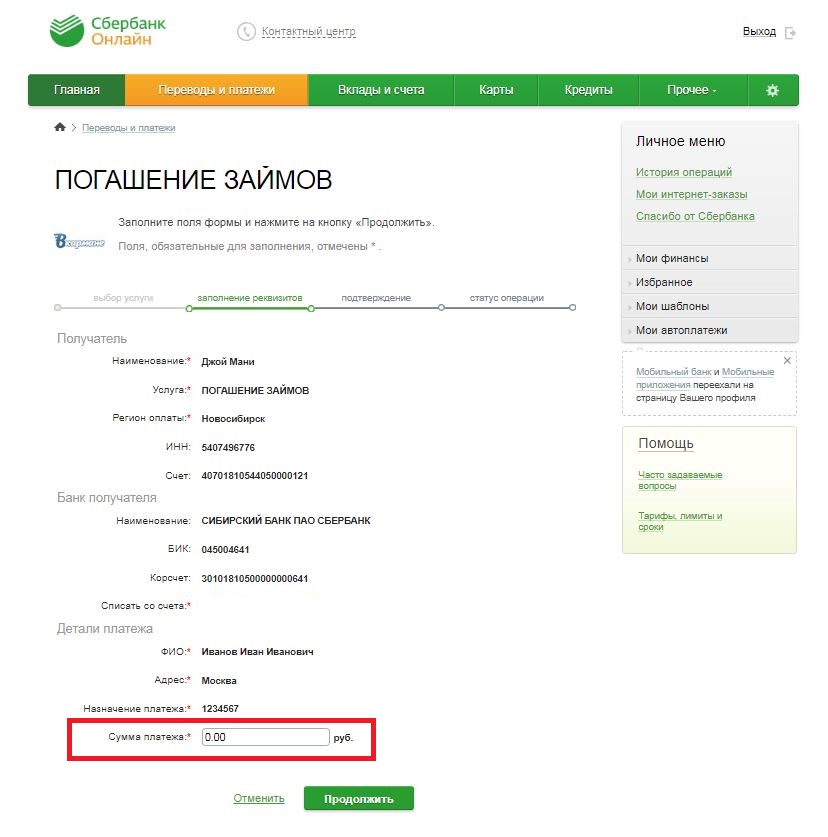 Сбербанк
Онлайн
Контактный центр
Выход
Главная
Переводы и платежи
Вклады и счета
Карты
Кредиты
Прочее
Переводы и платежи
ПОГАШЕНИЕ ЗАЙМОВ
Вкармане
Заполните поля формы и нажмите на кнопку «Продолжить».
Поля, обязательные для заполнения, отмечены * .
выбор услуги
заполнение реквизитов
подтверждение
статус операции
Получатель
Наименование:* Джой Мани
Услуга:* ПОГАШЕНИЕ ЗАЙМОВ
Регион оплаты:* Новосибирск
ИНН: 5407496776
Счет: 40701810544050000121
Банк получателя
Наименование: СИБИРСКИЙ БАНК ПАО СБЕРБАНК
БИК: 045004641
Корсчет: 30101810500000000641
Списать со счета:*
Детали платежа
ФИО:* Иванов Иван Иванович
Адрес:* Москва
Назначение платежа:* 1234567
Сумма платежа:* 0.00 руб.
Отменить
Продолжить
Личное меню
История операций
Мои интернет-заказы
Спасибо от Сбербанка
Мои финансы
Избранное
Мои шаблоны
Мои автоплатежи
Мобильный банк и Мобильные
приложения переехали на
страницу Вашего профиля
Помощь
Часто задаваемые
вопросы
Тарифы, лимиты и
сроки